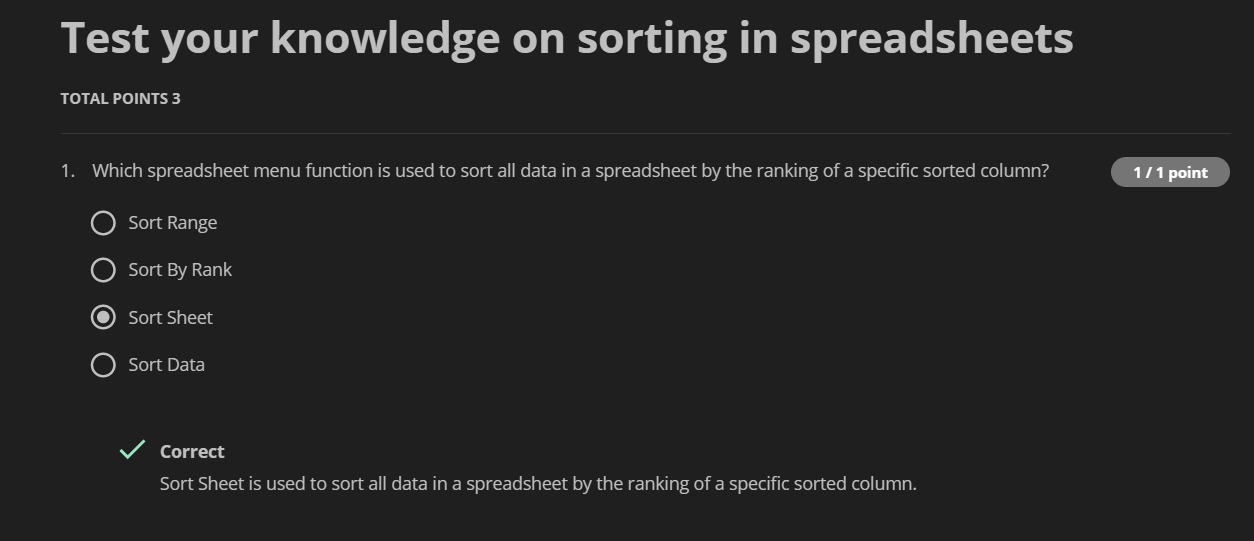 Test your knowledge on sorting in spreadsheets
TOTAL POINTS 3
1. Which spreadsheet menu function is used to sort all data in a spreadsheet by the ranking of a specific sorted column?
1 / 1 point
Sort Range
Sort By Rank
Sort Sheet
Sort Data
Correct
Sort Sheet is used to sort all data in a spreadsheet by the ranking of a specific sorted column.